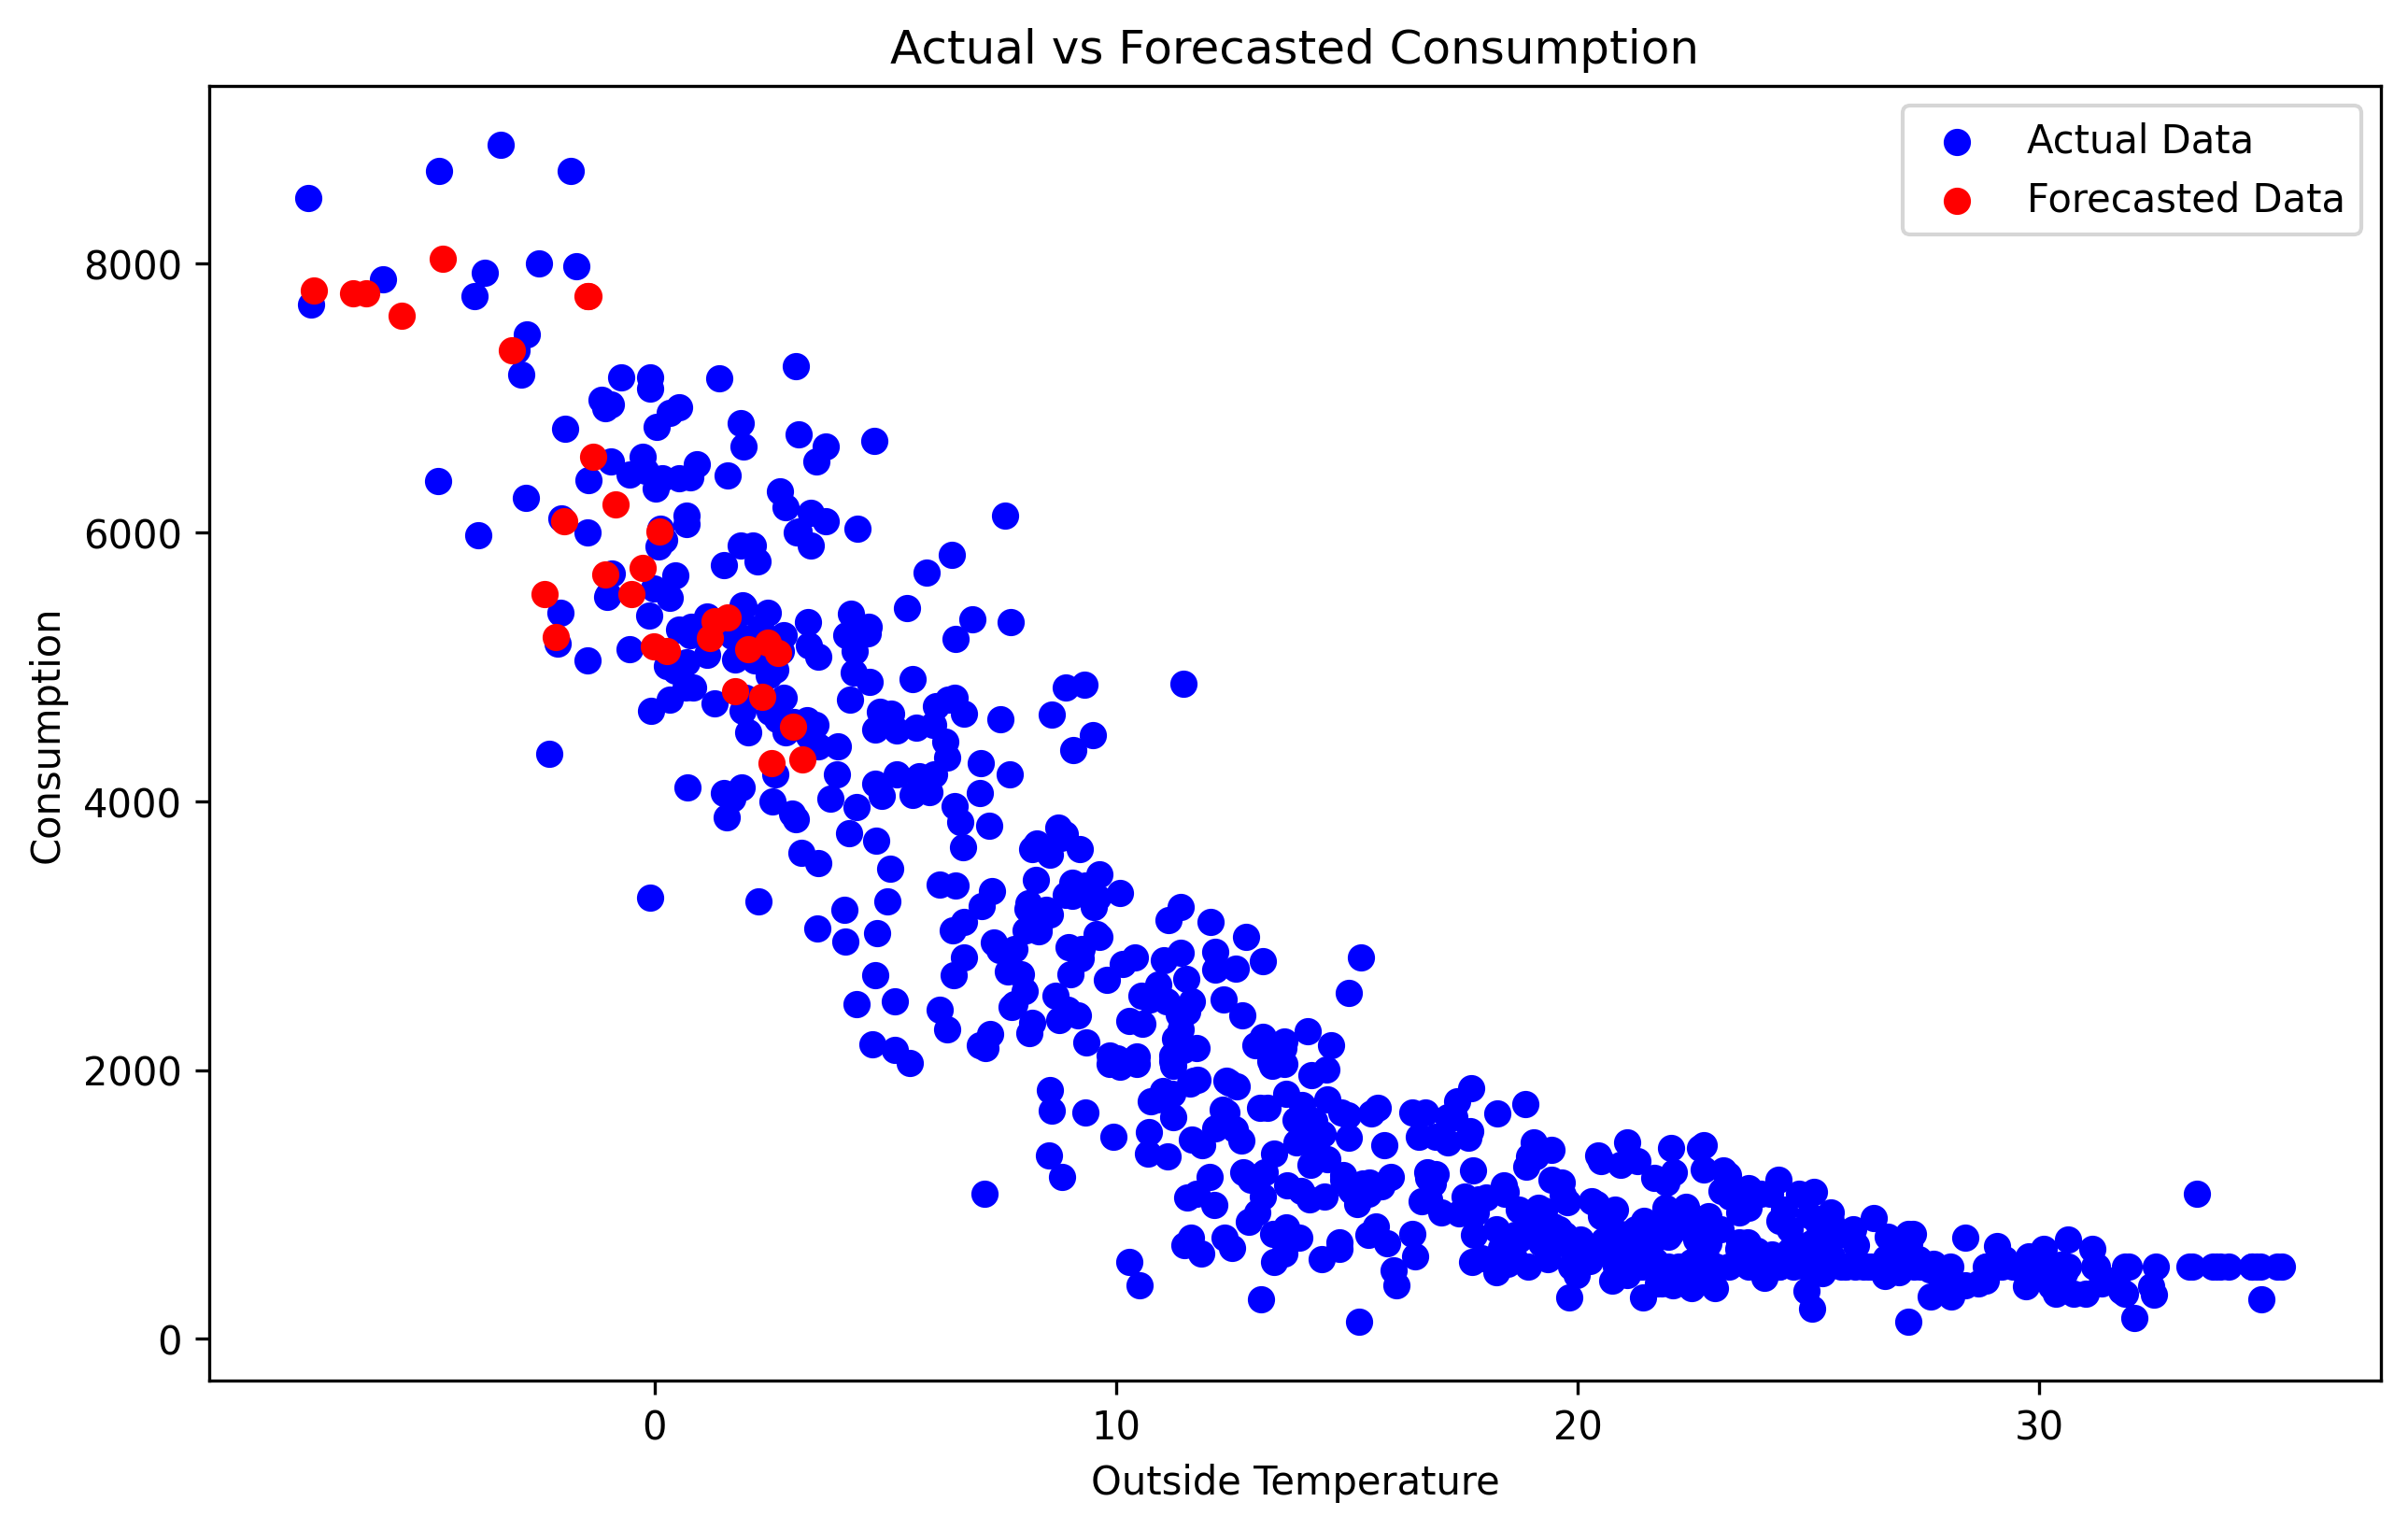 Actual vs Forecasted Consumption
Actual Data
Forecasted Data
8000
6000
4000
2000
0
Consumption
0 10 20 30
Outside Temperature